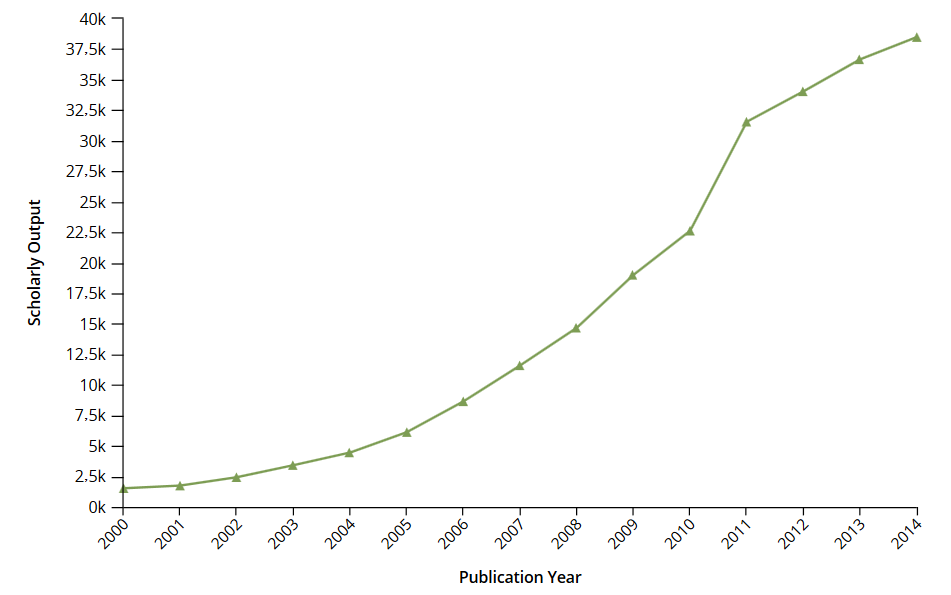 40k
37.5k
35k
32.5k
30k
27.5k
25k
22.5k
20k
17.5k
15k
12.5k
10k
7.5k
5k
2.5k
0k
Scholarly Output
2000
2001
2002
2003
2004
2005
2006
2007
2008
2009
2010
2011
2012
2013
2014
Publication Year